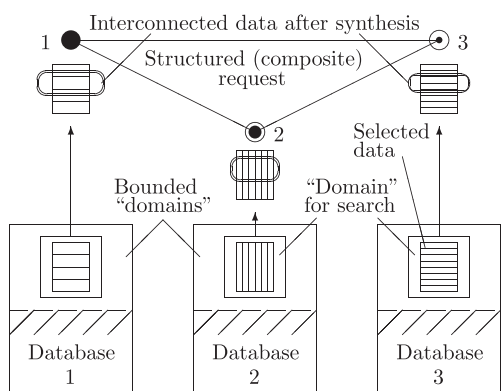 Interconnected data after synthesis
1
3
Structured (composite)
request
2
Selected
data
Bounded
“domains”
“Domain”
for search
Database
1
Database
2
Database
3